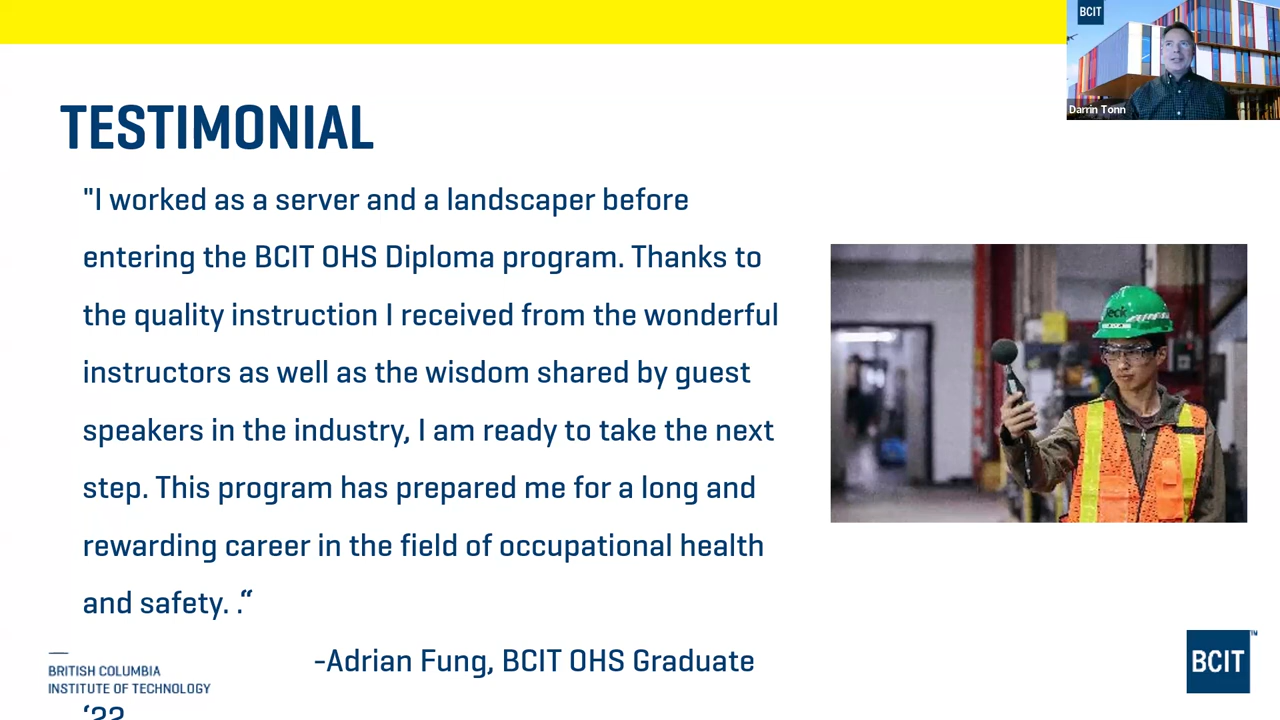 BCIT
Darrin Tonn
TESTIMONIAL
"I worked as a server and a landscaper before
entering the BCIT OHS Diploma program. Thanks to
the quality instruction I received from the wonderful
instructors as well as the wisdom shared by guest
speakers in the industry, I am ready to take the next
step. This program has prepared me for a long and
rewarding career in the field of occupational health
and safety. .“
Teck
–Adrian Fung, BCIT OHS Graduate
‘22
BRITISH COLUMBIA
INSTITUTE OF TECHNOLOGY
BCIT™